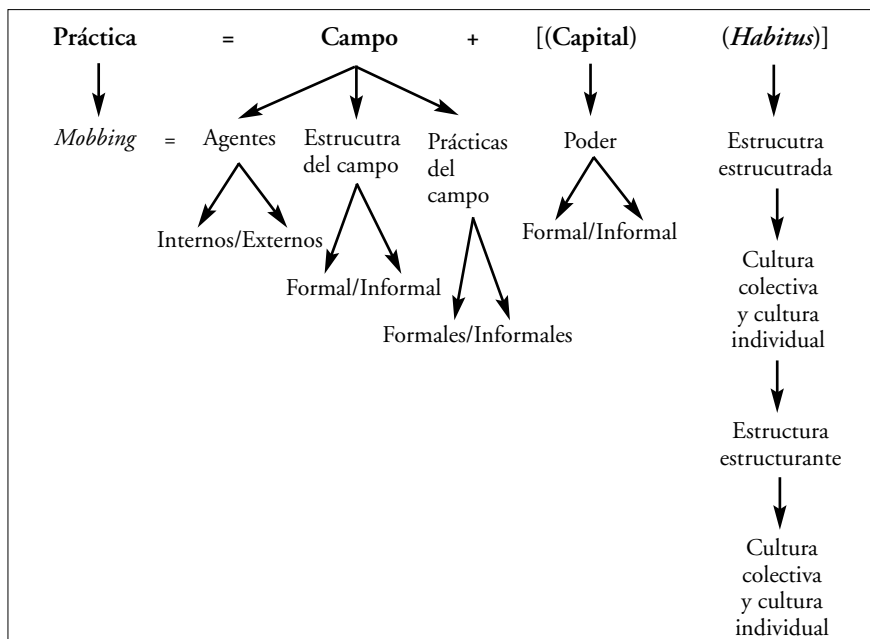 Práctica = Campo + [(Capital) (Habitus)]
Mobbing = Agentes
Internos/Externos
Estrucutra
del campo
Formal/Informal
Prácticas
del
campo
Formales/Informales
Poder
Formal/Informal
Estrucutra
estrucutrada
Cultura
colectiva
y cultura
individual
Estructura
estructurante
Cultura
colectiva
y cultura
individual